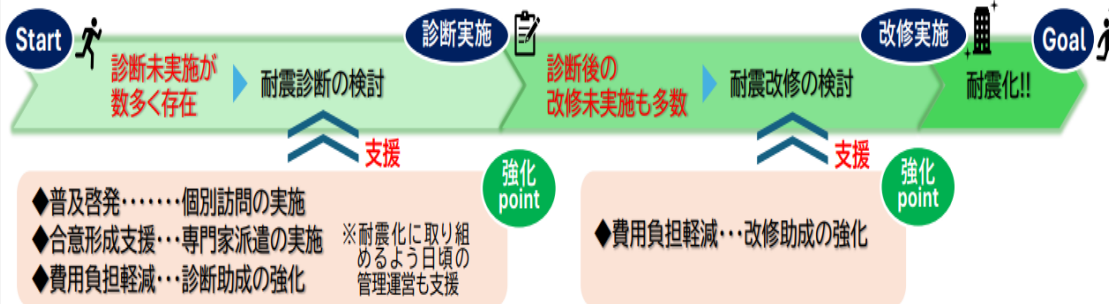 Start
診断未実施が
数多く存在
耐震診断の検討
診断実施
診断後の
改修未実施も多数
耐震改修の検討
改修実施
耐震化!!
Goal
支援
支援
強化
point
◆普及啓発‥‥‥‥個別訪問の実施
◆合意形成支援‥‥専門家派遣の実施
◆費用負担軽減‥‥診断助成の強化
※耐震化に取り組
めるよう日頃の
管理運営も支援
強化
point
◆費用負担軽減‥‥改修助成の強化